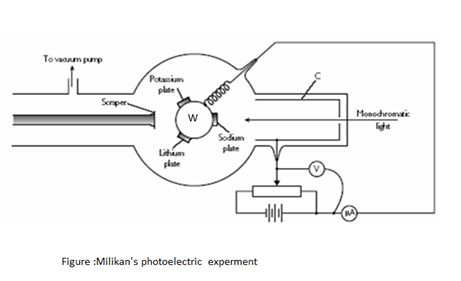 To vacuum pump
Potassium
plate
Scraper
W
C
Monochromatic
light
Sodium
plate
Lithium
plate
V
μA
Figure :Milikan's photoelectric experment